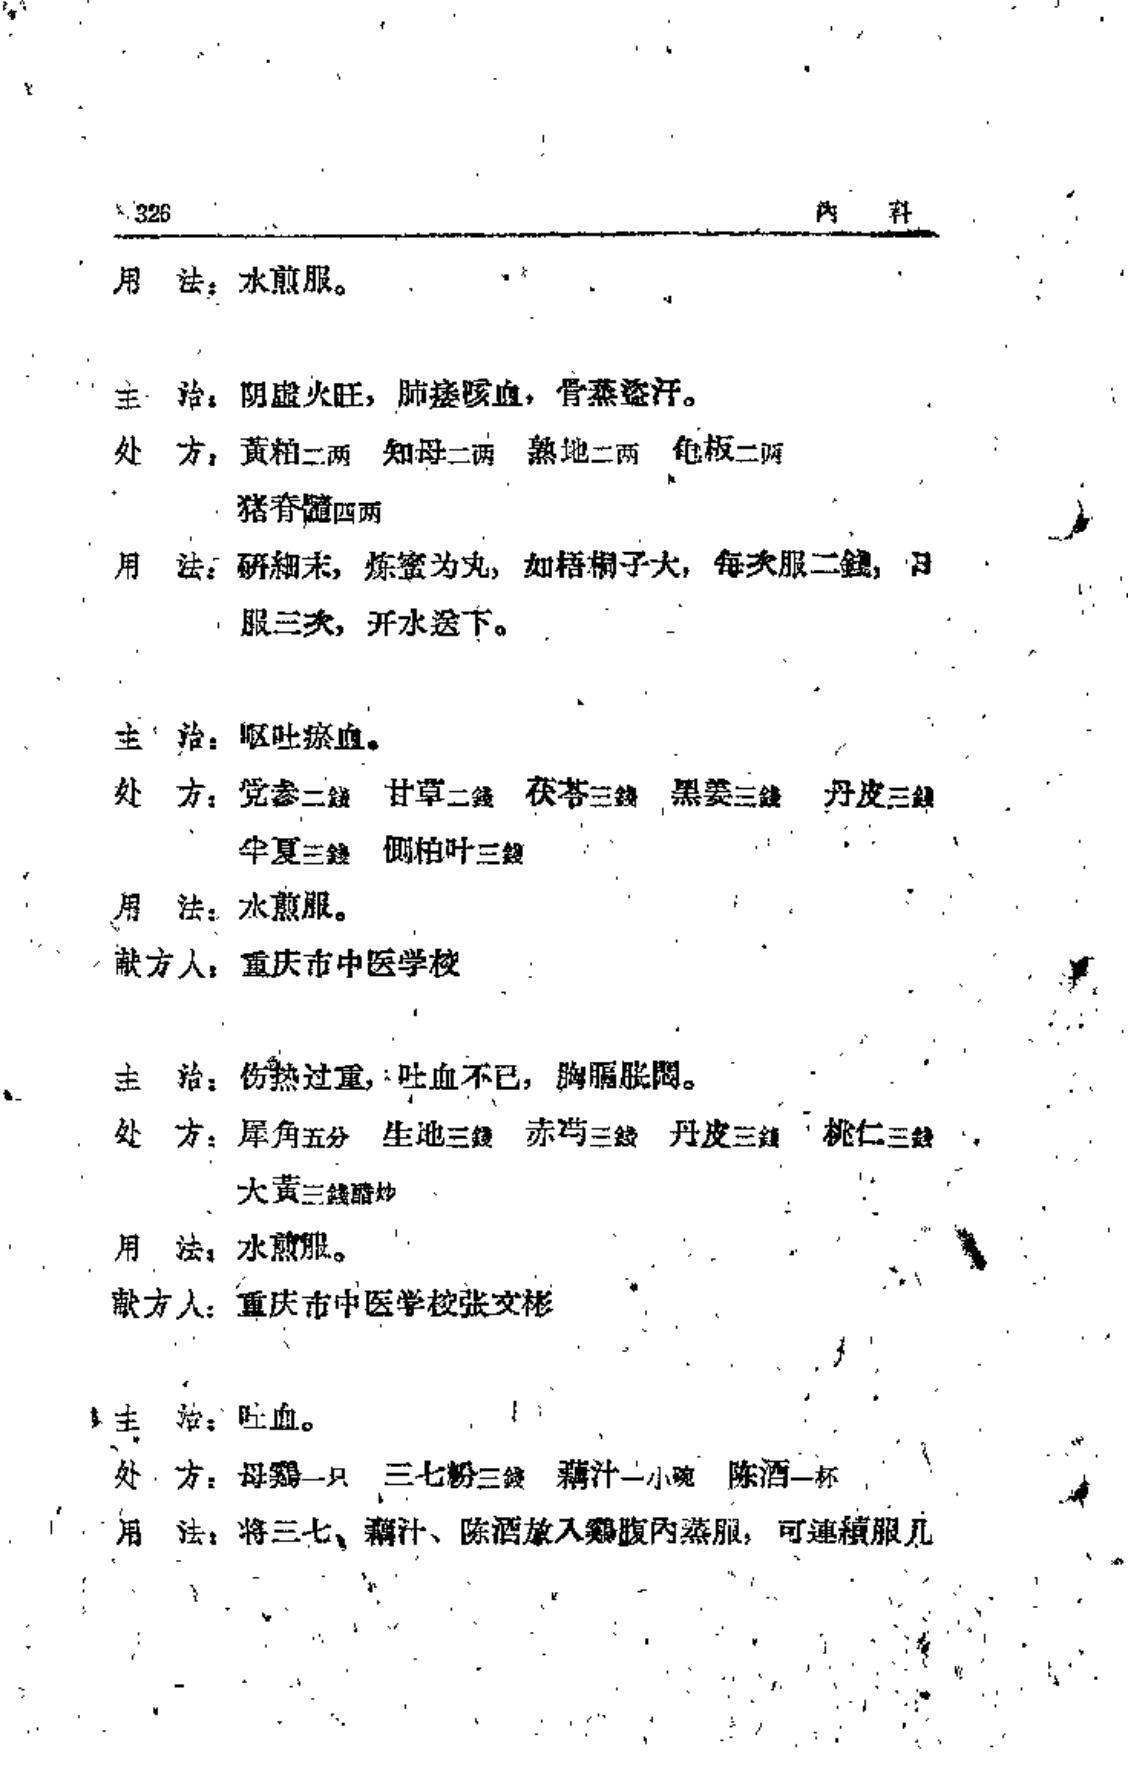 326 內 科
用 法：水煎服。
主 治：阴虚火旺，肺痿咳血，骨蒸盗汗。
处 方：黃柏二两 知母二两 熟地二两 龟板二两
猪脊髓四两
用 法：研細末，炼蜜为丸，如梧桐子大，每次服二錢，日
服三次，开水送下。
主 治：呕吐瘀血。
处 方：党参二錢 甘草二錢 茯苓三錢 黑姜三錢 丹皮三錢
半夏三錢 側柏叶三錢
用 法：水煎服。
献方人：重庆市中医学校
主 治：伤热过重，吐血不已，胸膈胀悶。
处 方：犀角五分 生地三錢 赤芍三錢 丹皮三錢 桃仁三錢
大黃三錢醋炒
用 法：水煎服。
献方人：重庆市中医学校张文彬
主 治：吐血。
处 方：母鷄一只 三七粉三錢 藕汁一小碗 陈酒一杯
用 法：将三七、藕汁、陈酒放入鷄腹內蒸服，可連續服几